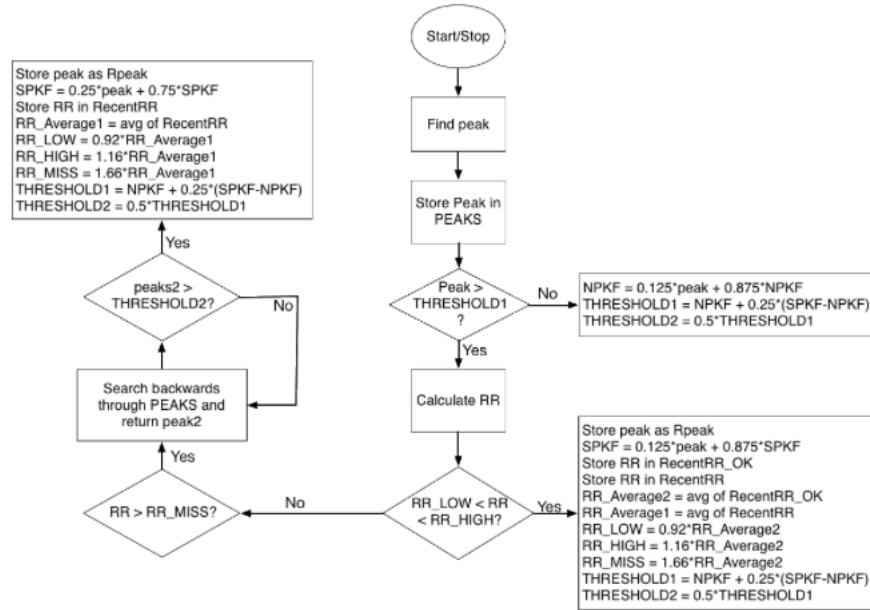 Start/Stop
Find peak
Store Peak in
PEAKS
Peak >
THRESHOLD1
?
No
NPKF = 0.125*peak + 0.875*NPKF
THRESHOLD1 = NPKF + 0.25*(SPKF-NPKF)
THRESHOLD2 = 0.5*THRESHOLD1
Yes
Calculate RR
RR_LOW < RR
< RR_HIGH?
Yes
Store peak as Rpeak
SPKF = 0.125*peak + 0.875*SPKF
Store RR in RecentRR_OK
Store RR in RecentRR
RR_Average2 = avg of RecentRR_OK
RR_Average1 = avg of RecentRR
RR_LOW = 0.92*RR_Average2
RR_HIGH = 1.16*RR_Average2
RR_MISS = 1.66*RR_Average2
THRESHOLD1 = NPKF + 0.25*(SPKF-NPKF)
THRESHOLD2 = 0.5*THRESHOLD1
No
RR > RR_MISS?
Yes
Search backwards
through PEAKS and
return peak2
peaks2 >
THRESHOLD2?
No
Yes
Store peak as Rpeak
SPKF = 0.25*peak + 0.75*SPKF
Store RR in RecentRR
RR_Average1 = avg of RecentRR
RR_LOW = 0.92*RR_Average1
RR_HIGH = 1.16*RR_Average1
RR_MISS = 1.66*RR_Average1
THRESHOLD1 = NPKF + 0.25*(SPKF-NPKF)
THRESHOLD2 = 0.5*THRESHOLD1